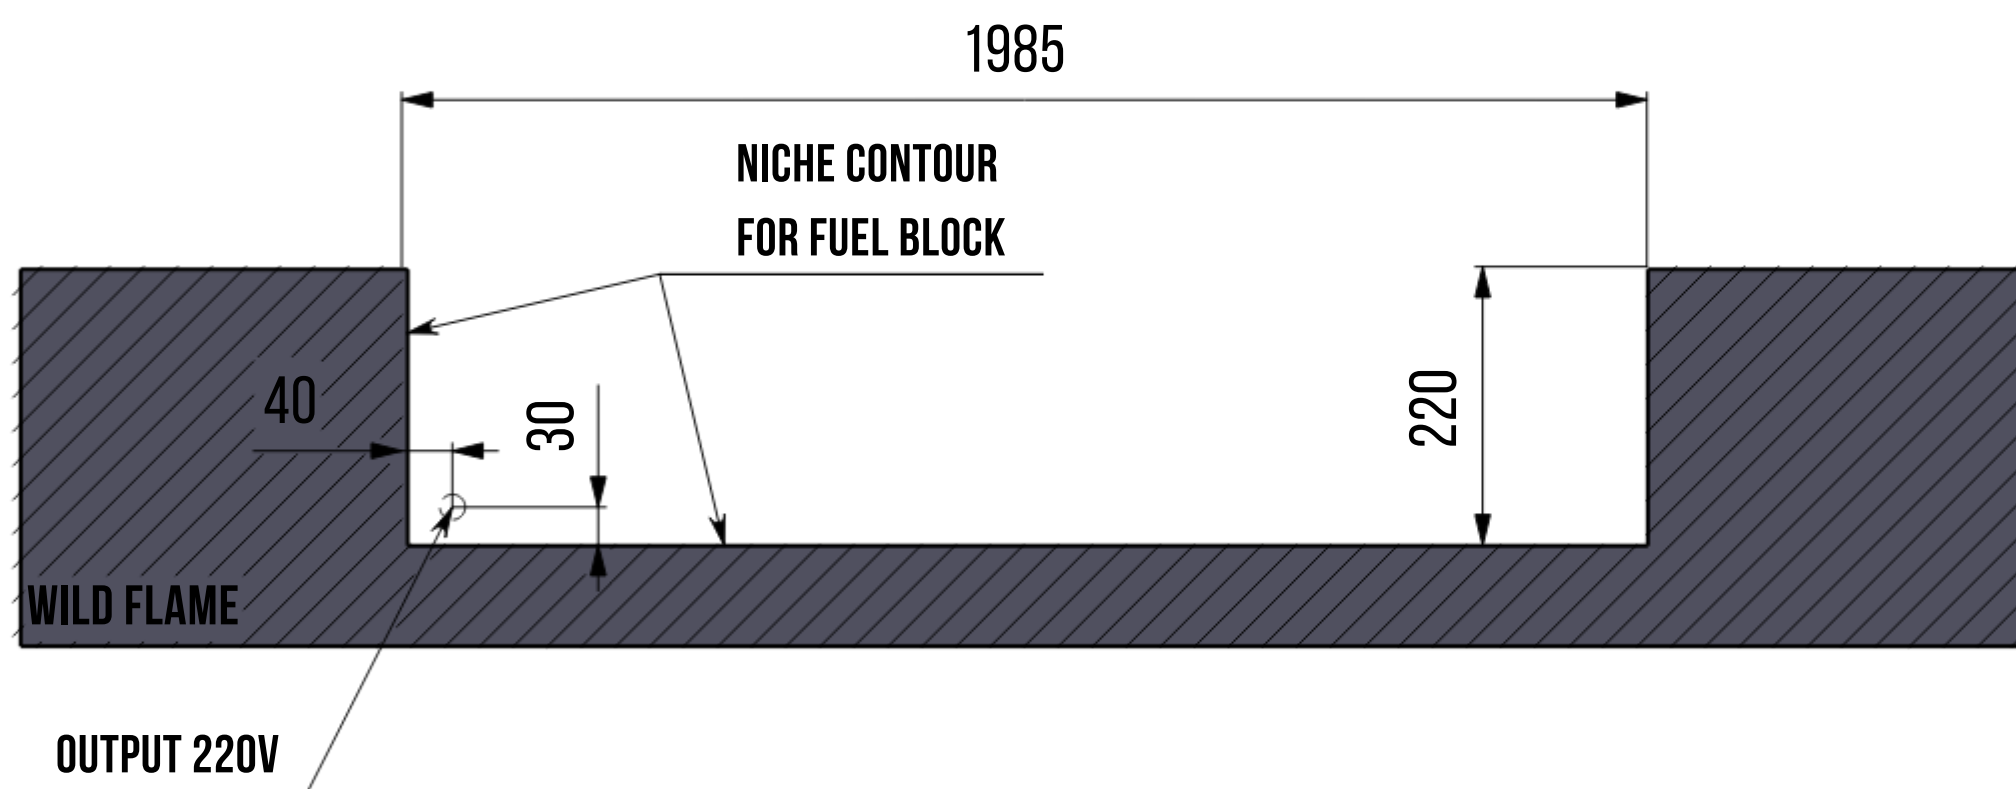 1985
NICHE CONTOUR
FOR FUEL BLOCK
40
30
220
WILD FLAME
OUTPUT 220V